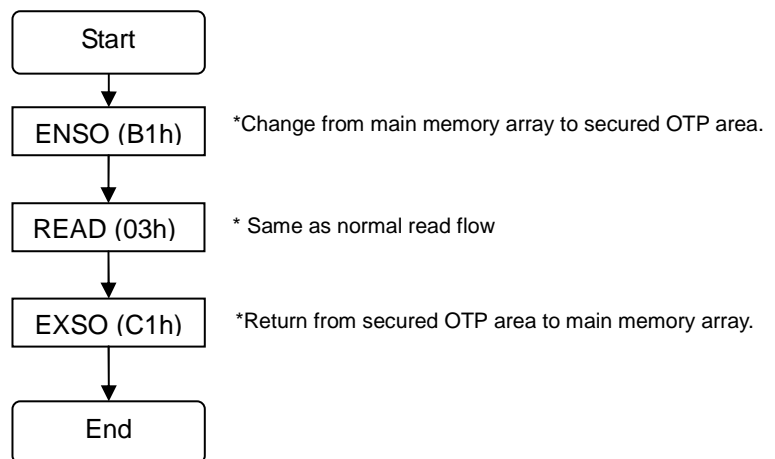 Start
ENSO (B1h)
*Change from main memory array to secured OTP area.
READ (03h)
* Same as normal read flow
EXSO (C1h)
*Return from secured OTP area to main memory array.
End